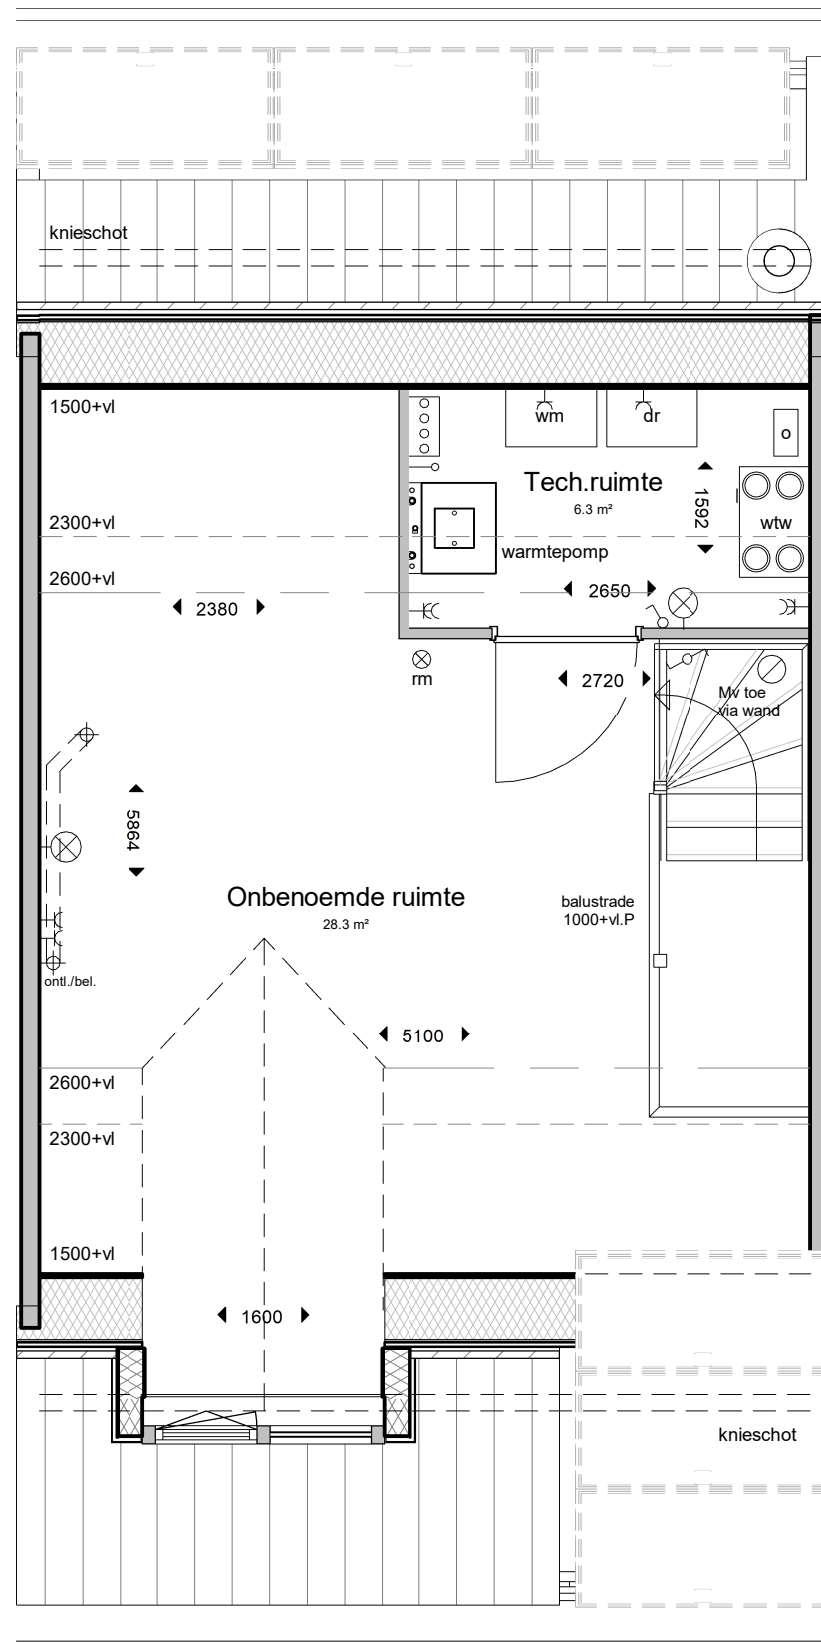 knieschot
1500+vl
wm
dr
o
Tech.ruimte
6.3 m²
1592
2300+vl
wtw
warmtepomp
2600+vl
2650
2380
rm
2720
Mv toe
via wand
5864
Onbenoemde ruimte
28.3 m²
balustrade
1000+vl.P
ontl./bel.
5100
2600+vl
2300+vl
1500+vl
1600
knieschot